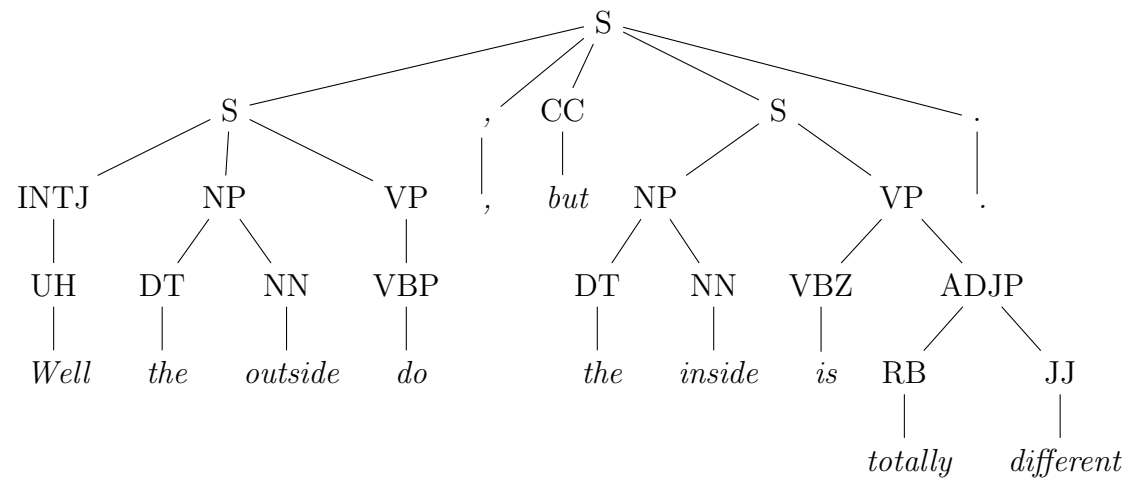 S
S , CC S .
INTJ NP VP , but NP VP .
UH DT NN VBP DT NN VBZ ADJP
Well the outside do the inside is RB JJ
totally different